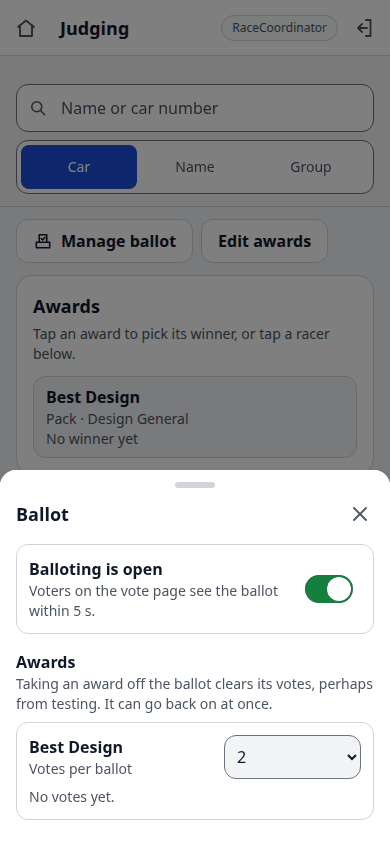 Judging
RaceCoordinator
Name or car number
Car
Name
Group
Manage ballot
Edit awards
Awards
Tap an award to pick its winner, or tap a racer
below.
Best Design
Pack · Design General
No winner yet
Ballot
Balloting is open
Voters on the vote page see the ballot
within 5 s.
Awards
Taking an award off the ballot clears its votes, perhaps
from testing. It can go back on at once.
Best Design
Votes per ballot
2
No votes yet.